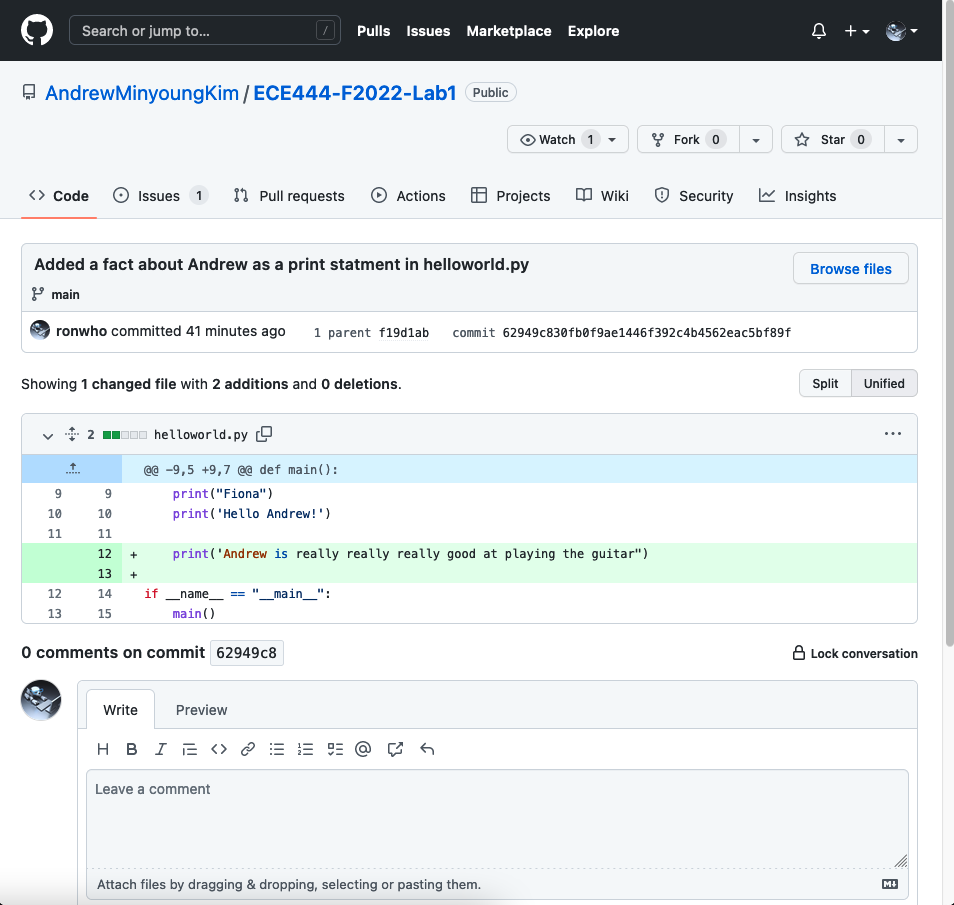 Search or jump to... /
Pulls Issues Marketplace Explore
AndrewMinyoungKim / ECE444-F2022-Lab1 Public
Watch 1 Fork 0 Star 0
Code Issues 1 Pull requests Actions Projects Wiki Security Insights
Added a fact about Andrew as a print statment in helloworld.py
Browse files
main
ronwho committed 41 minutes ago 1 parent f19d1ab commit 62949c830fb0f9ae1446f392c4b4562eac5bf89f
Showing 1 changed file with 2 additions and 0 deletions.
Split Unified
2 helloworld.py
@@ -9,5 +9,7 @@ def main():
9 9 print("Fiona")
10 10 print('Hello Andrew!')
11 11
12 + print('Andrew is really really really good at playing the guitar")
13 +
12 14 if __name__ == "__main__":
13 15 main()
0 comments on commit 62949c8
Lock conversation
Write Preview
Leave a comment
Attach files by dragging & dropping, selecting or pasting them.